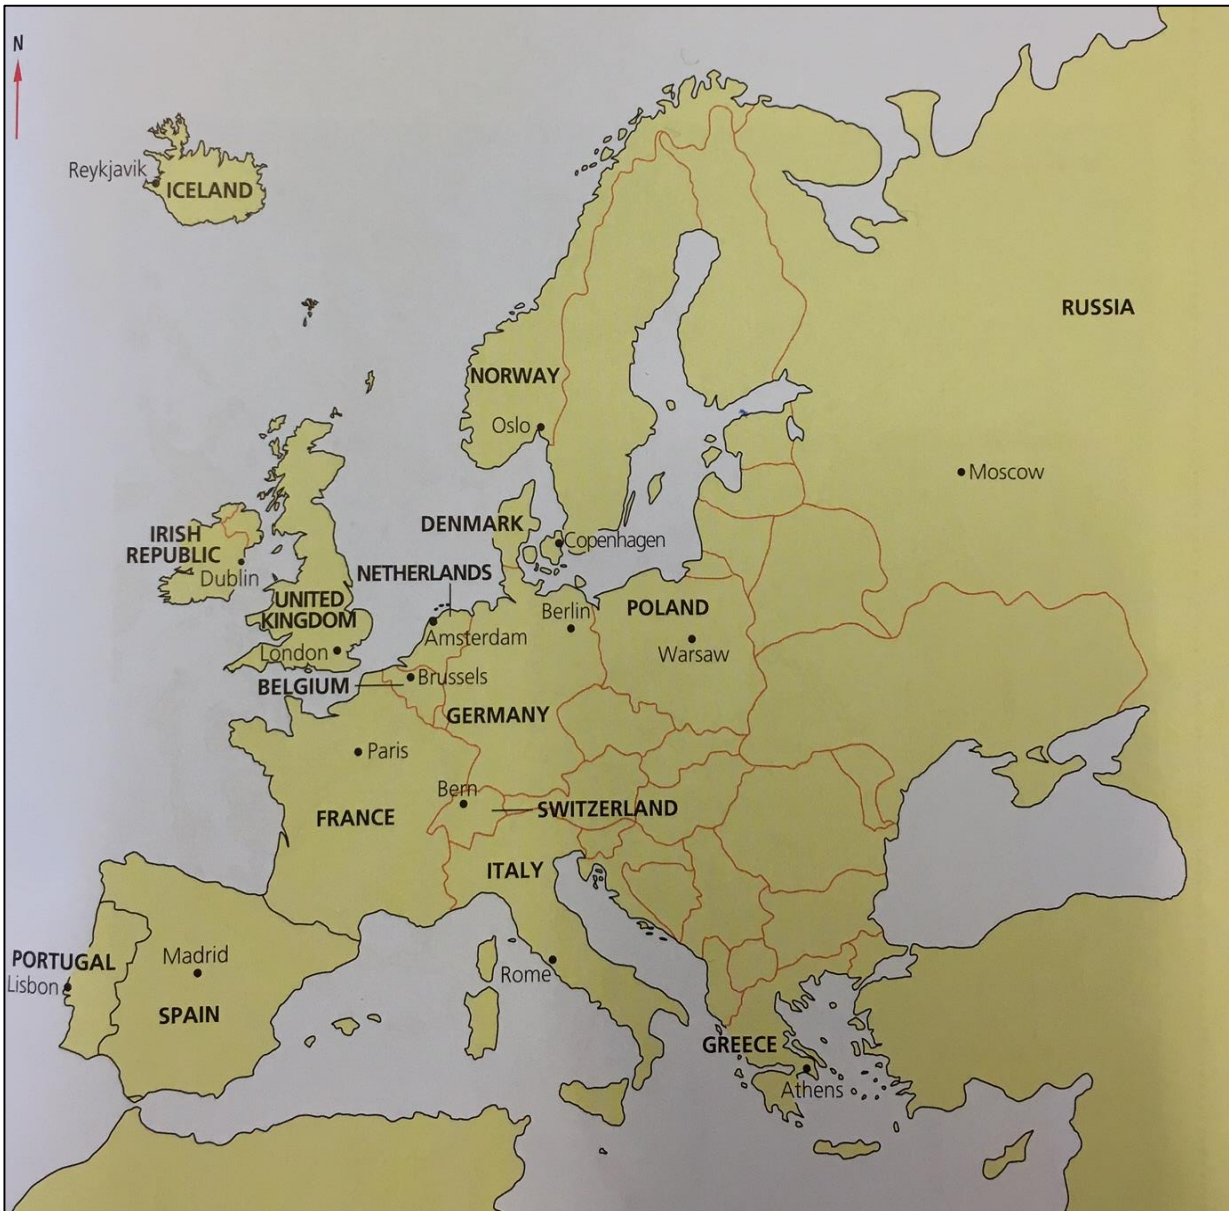 N
Reykjavik
ICELAND
RUSSIA
NORWAY
Oslo
Moscow
DENMARK
Copenhagen
IRISH
REPUBLIC
Dublin
NETHERLANDS
UNITED
KINGDOM
London
Amsterdam
Berlin
POLAND
Warsaw
BELGIUM
Brussels
GERMANY
Paris
Bern
SWITZERLAND
FRANCE
ITALY
PORTUGAL
Lisbon
Madrid
SPAIN
Rome
GREECE
Athens